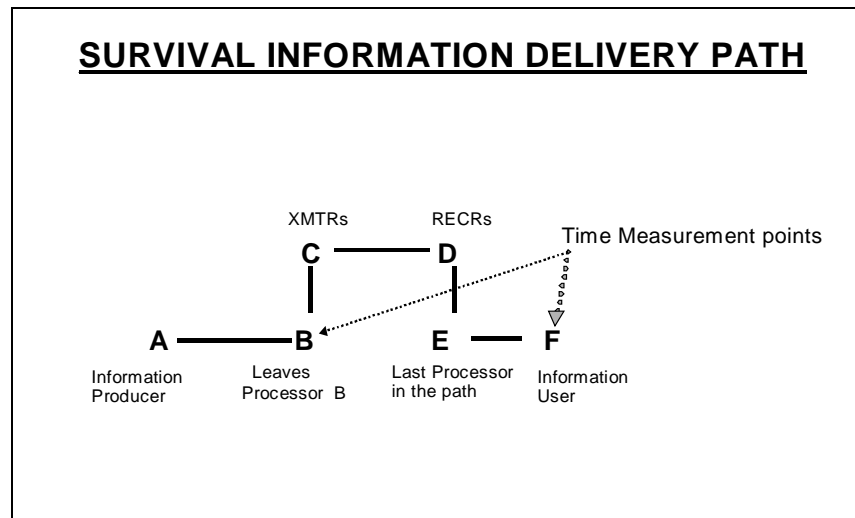 SURVIVAL INFORMATION DELIVERY PATH
XMTRs
RECRs
Time Measurement points
C
D
A
B
E
F
Information
Producer
Leaves
Processor B
Last Processor
in the path
Information
User